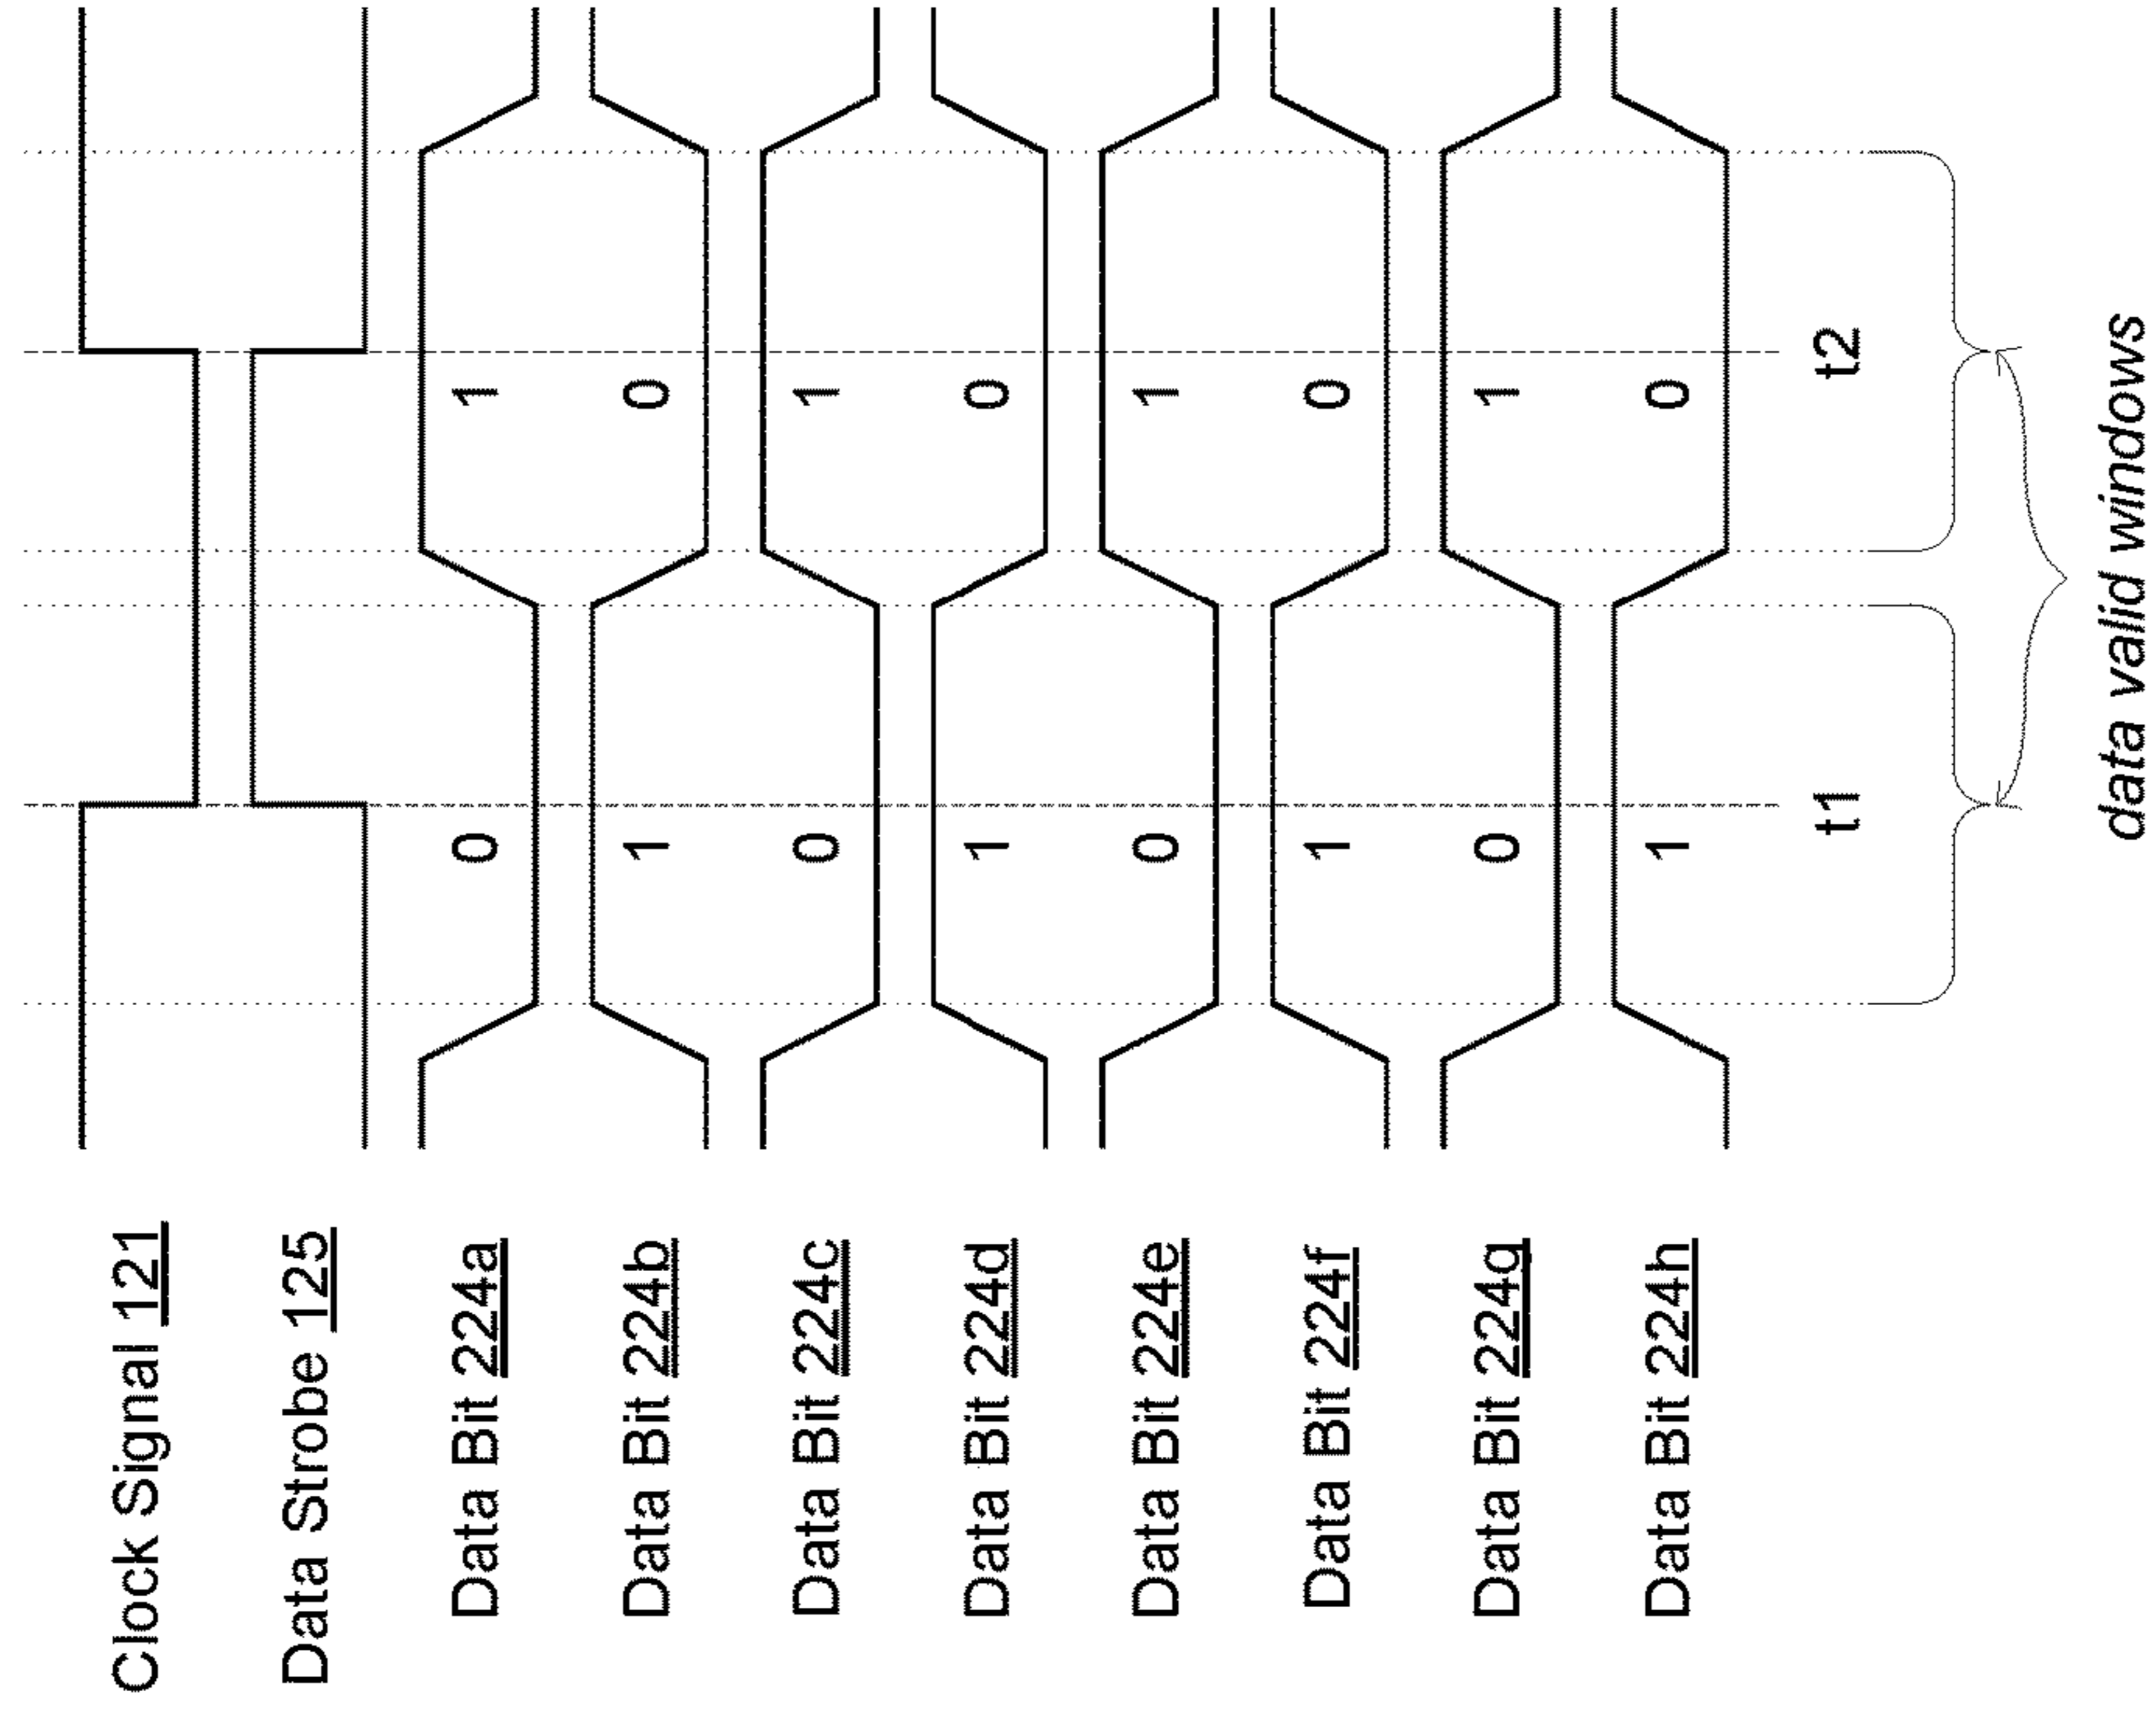 Clock Signal 121
Data Strobe 125
Data Bit 224a 0 1
Data Bit 224b 1 0
Data Bit 224c 0 1
Data Bit 224d 1 0
Data Bit 224e 0 1
Data Bit 224f 1 0
Data Bit 224g 0 1
Data Bit 224h 1 0
t1 t2
data valid windows